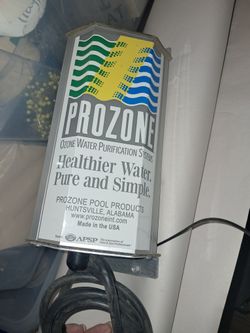 PROZONE
OZONE WATER PURIFICATION SYSTEMS
Healthier Water.
Pure and Simple.
PROZONE POOL PRODUCTS
HUNTSVILLE, ALABAMA
www.prozoneint.com
Made in the USA
APSP